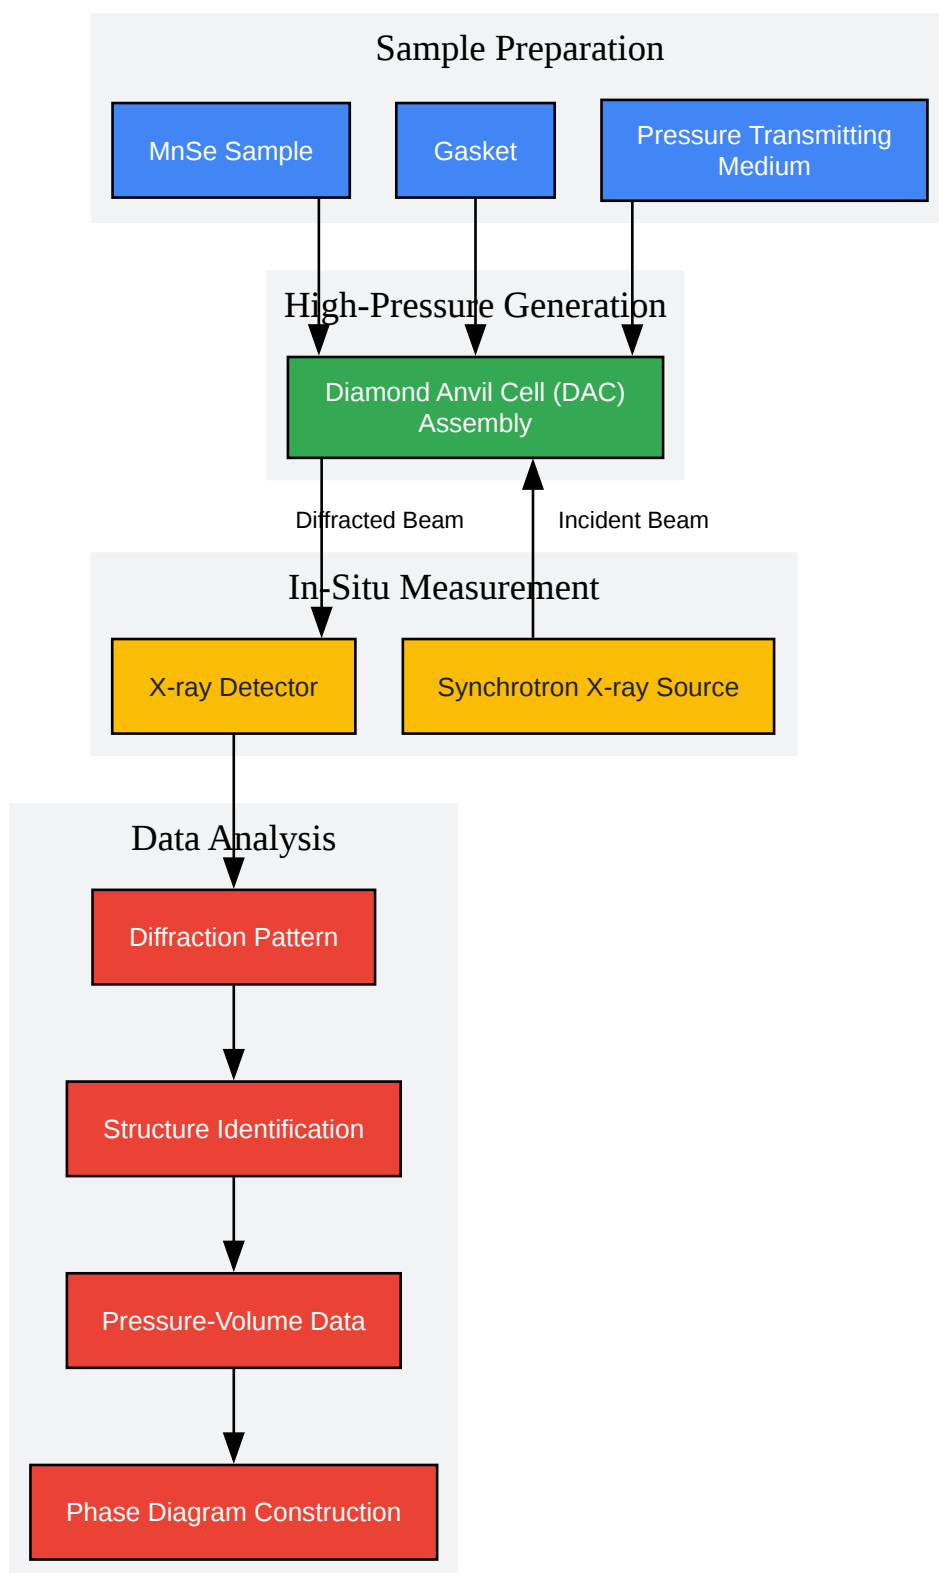 Sample Preparation
MnSe Sample
Gasket
Pressure Transmitting
Medium
High-Pressure Generation
Diamond Anvil Cell (DAC)
Assembly
Diffracted Beam
Incident Beam
In-Situ Measurement
X-ray Detector
Synchrotron X-ray Source
Data Analysis
Diffraction Pattern
Structure Identification
Pressure-Volume Data
Phase Diagram Construction